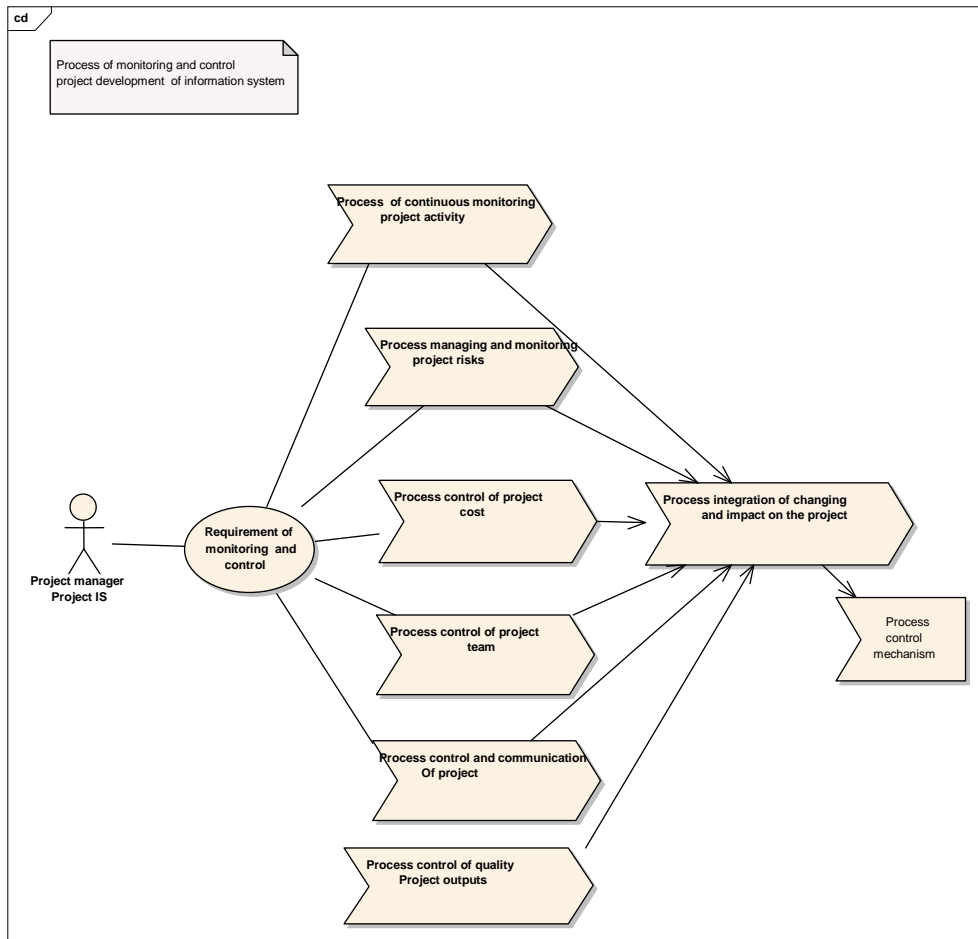 cd
Process of monitoring and control
project development of information system
Process of continuous monitoring
project activity
Process managing and monitoring
project risks
Process control of project
cost
Process integration of changing
and impact on the project
Requirement of
monitoring and
control
Project manager
Project IS
Process control of project
team
Process
control
mechanism
Process control and communication
Of project
Process control of quality
Project outputs